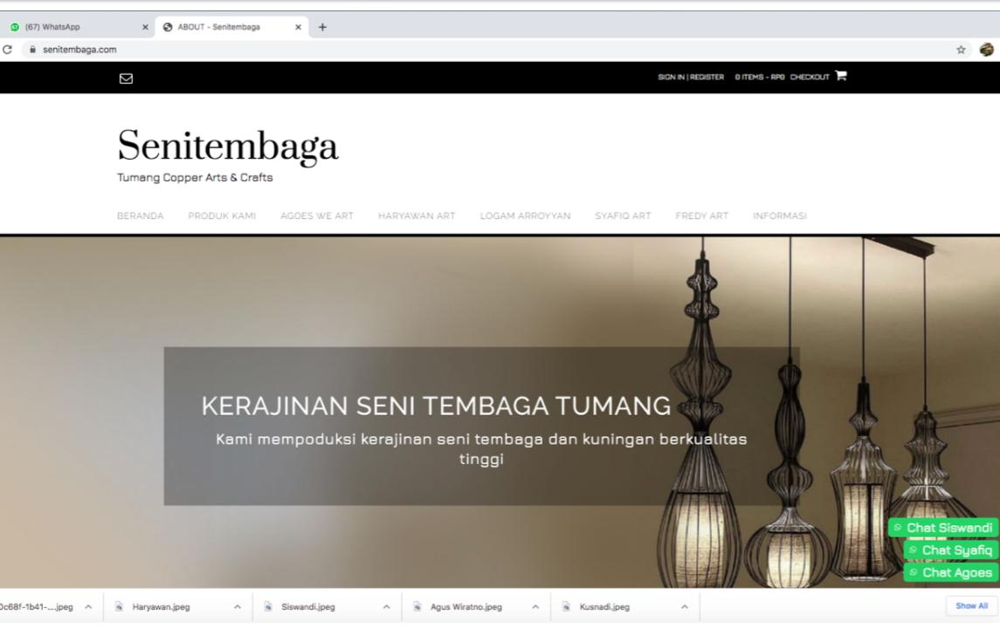 (67) WhatsApp
ABOUT - Senitembaga
senitembaga.com
SIGN IN | REGISTER 0 ITEMS - RP0 CHECKOUT
Senitembaga
Tumang Copper Arts & Crafts
BERANDA PRODUK KAMI AGOES WE ART HARYAWAN ART LOGAM ARROYYAN SYAFIQ ART FREDY ART INFORMASI
KERAJINAN SENI TEMBAGA TUMANG
Kami mempoduksi kerajinan seni tembaga dan kuningan berkualitas
tinggi
Chat Siswandi
Chat Syafiq
Chat Agoes
0c68f-1b41-....jpeg Haryawan.jpeg Siswandi.jpeg Agus Wiratno.jpeg Kusnadi.jpeg Show All